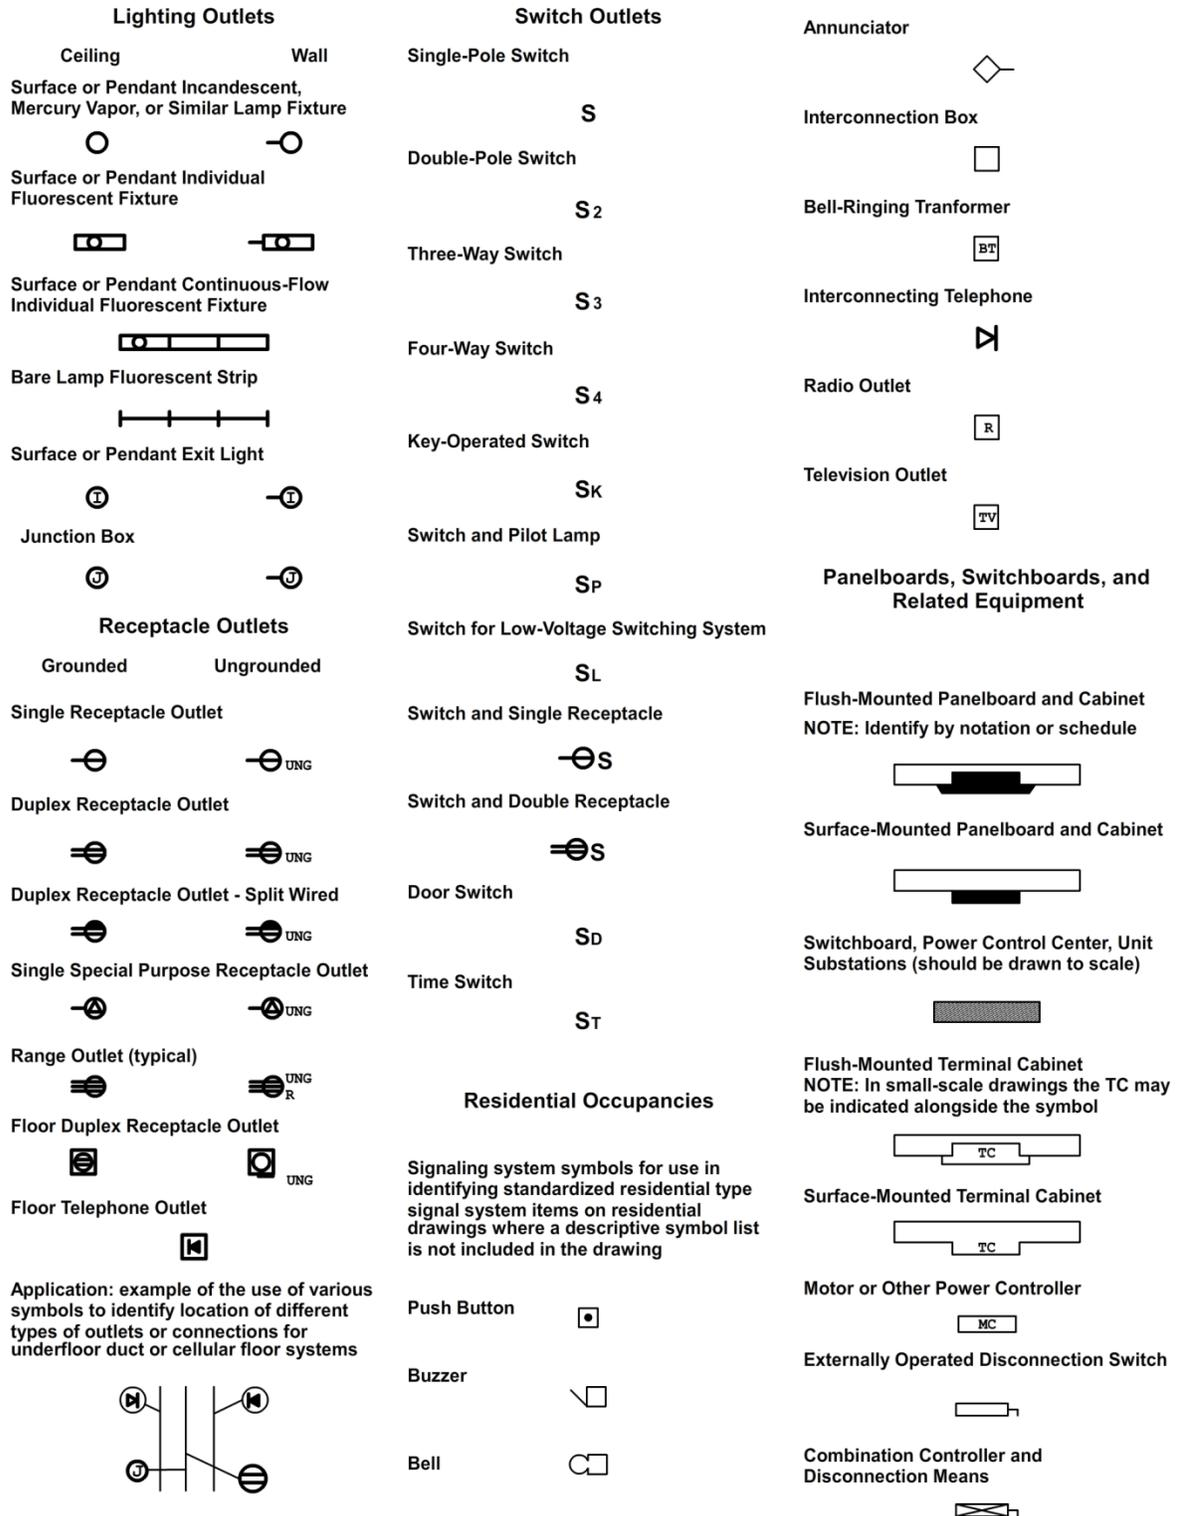 Lighting Outlets
Ceiling Wall
Surface or Pendant Incandescent,
Mercury Vapor, or Similar Lamp Fixture
Surface or Pendant Individual
Fluorescent Fixture
Surface or Pendant Continuous-Flow
Individual Fluorescent Fixture
Bare Lamp Fluorescent Strip
Surface or Pendant Exit Light
I I
Junction Box
J J
Receptacle Outlets
Grounded Ungrounded
Single Receptacle Outlet
UNG
Duplex Receptacle Outlet
UNG
Duplex Receptacle Outlet - Split Wired
UNG
Single Special Purpose Receptacle Outlet
UNG
Range Outlet (typical)
UNG
R
Floor Duplex Receptacle Outlet
UNG
Floor Telephone Outlet
Application: example of the use of various
symbols to identify location of different
types of outlets or connections for
underfloor duct or cellular floor systems
J
Switch Outlets
Single-Pole Switch
S
Double-Pole Switch
S2
Three-Way Switch
S3
Four-Way Switch
S4
Key-Operated Switch
SK
Switch and Pilot Lamp
SP
Switch for Low-Voltage Switching System
SL
Switch and Single Receptacle
S
Switch and Double Receptacle
S
Door Switch
SD
Time Switch
ST
Residential Occupancies
Signaling system symbols for use in
identifying standardized residential type
signal system items on residential
drawings where a descriptive symbol list
is not included in the drawing
Push Button
Buzzer
Bell
Annunciator
Interconnection Box
Bell-Ringing Tranformer
BT
Interconnecting Telephone
Radio Outlet
R
Television Outlet
TV
Panelboards, Switchboards, and
Related Equipment
Flush-Mounted Panelboard and Cabinet
NOTE: Identify by notation or schedule
Surface-Mounted Panelboard and Cabinet
Switchboard, Power Control Center, Unit
Substations (should be drawn to scale)
Flush-Mounted Terminal Cabinet
NOTE: In small-scale drawings the TC may
be indicated alongside the symbol
TC
Surface-Mounted Terminal Cabinet
TC
Motor or Other Power Controller
MC
Externally Operated Disconnection Switch
Combination Controller and
Disconnection Means